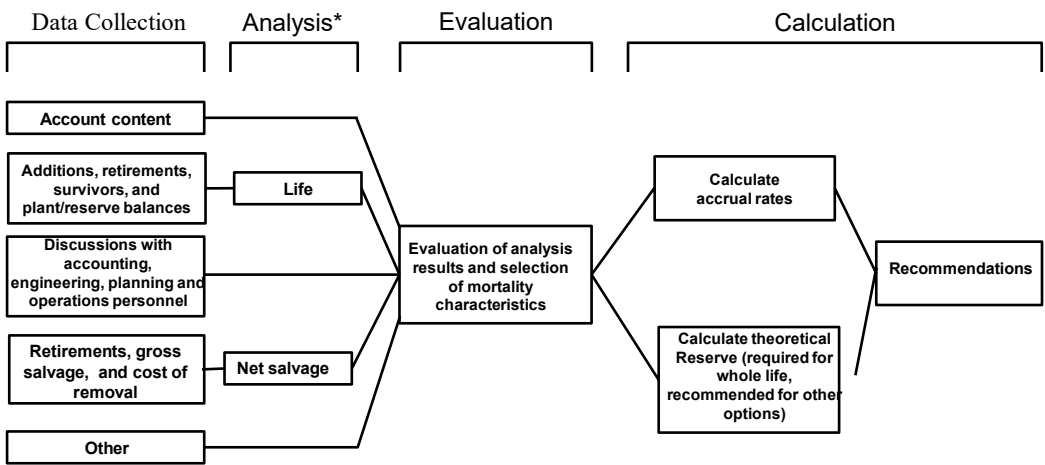 Data Collection
Analysis*
Evaluation
Calculation
Account content
Additions, retirements,
survivors, and
plant/reserve balances
Life
Discussions with
accounting,
engineering, planning and
operations personnel
Retirements, gross
salvage, and cost of
removal
Net salvage
Other
Evaluation of analysis
results and selection
of mortality
characteristics
Calculate
accrual rates
Calculate theoretical
Reserve (required for
whole life,
recommended for other
options)
Recommendations